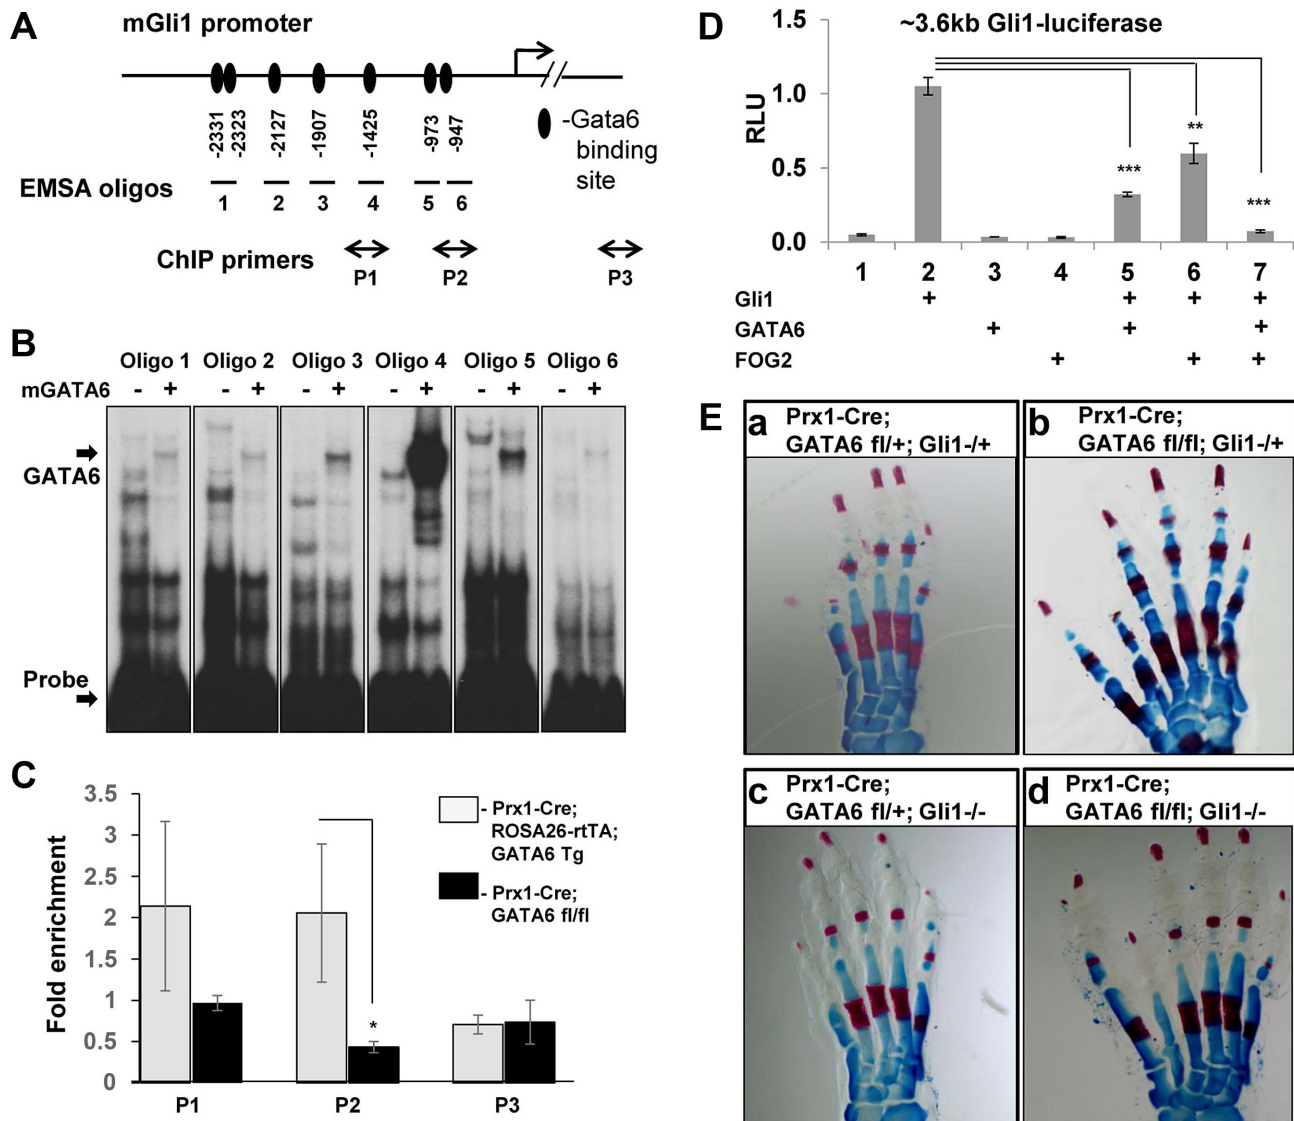 A
mGli1 promoter
-2331
-2323
-2127
-1907
-1425
-973
-947
-Gata6
binding
site
EMSA oligos
1 2 3 4 5 6
ChIP primers
P1 P2 P3
B
Oligo 1 Oligo 2 Oligo 3 Oligo 4 Oligo 5 Oligo 6
mGATA6 - + - + - + - + - + - +
GATA6
Probe
C
Fold enrichment
3.5
3
2.5
2
1.5
1
0.5
0
- Prx1-Cre;
ROSA26-rtTA;
GATA6 Tg
- Prx1-Cre;
GATA6 fl/fl
*
P1 P2 P3
D
~3.6kb Gli1-luciferase
RLU
1.5
1.0
0.5
0.0
***
**
***
1 2 3 4 5 6 7
Gli1 + + + +
GATA6 + + +
FOG2 + + +
E
a
Prx1-Cre;
GATA6 fl/+; Gli1-/+
b
Prx1-Cre;
GATA6 fl/fl; Gli1-/+
c
Prx1-Cre;
GATA6 fl/+; Gli1-/-
d
Prx1-Cre;
GATA6 fl/fl; Gli1-/-